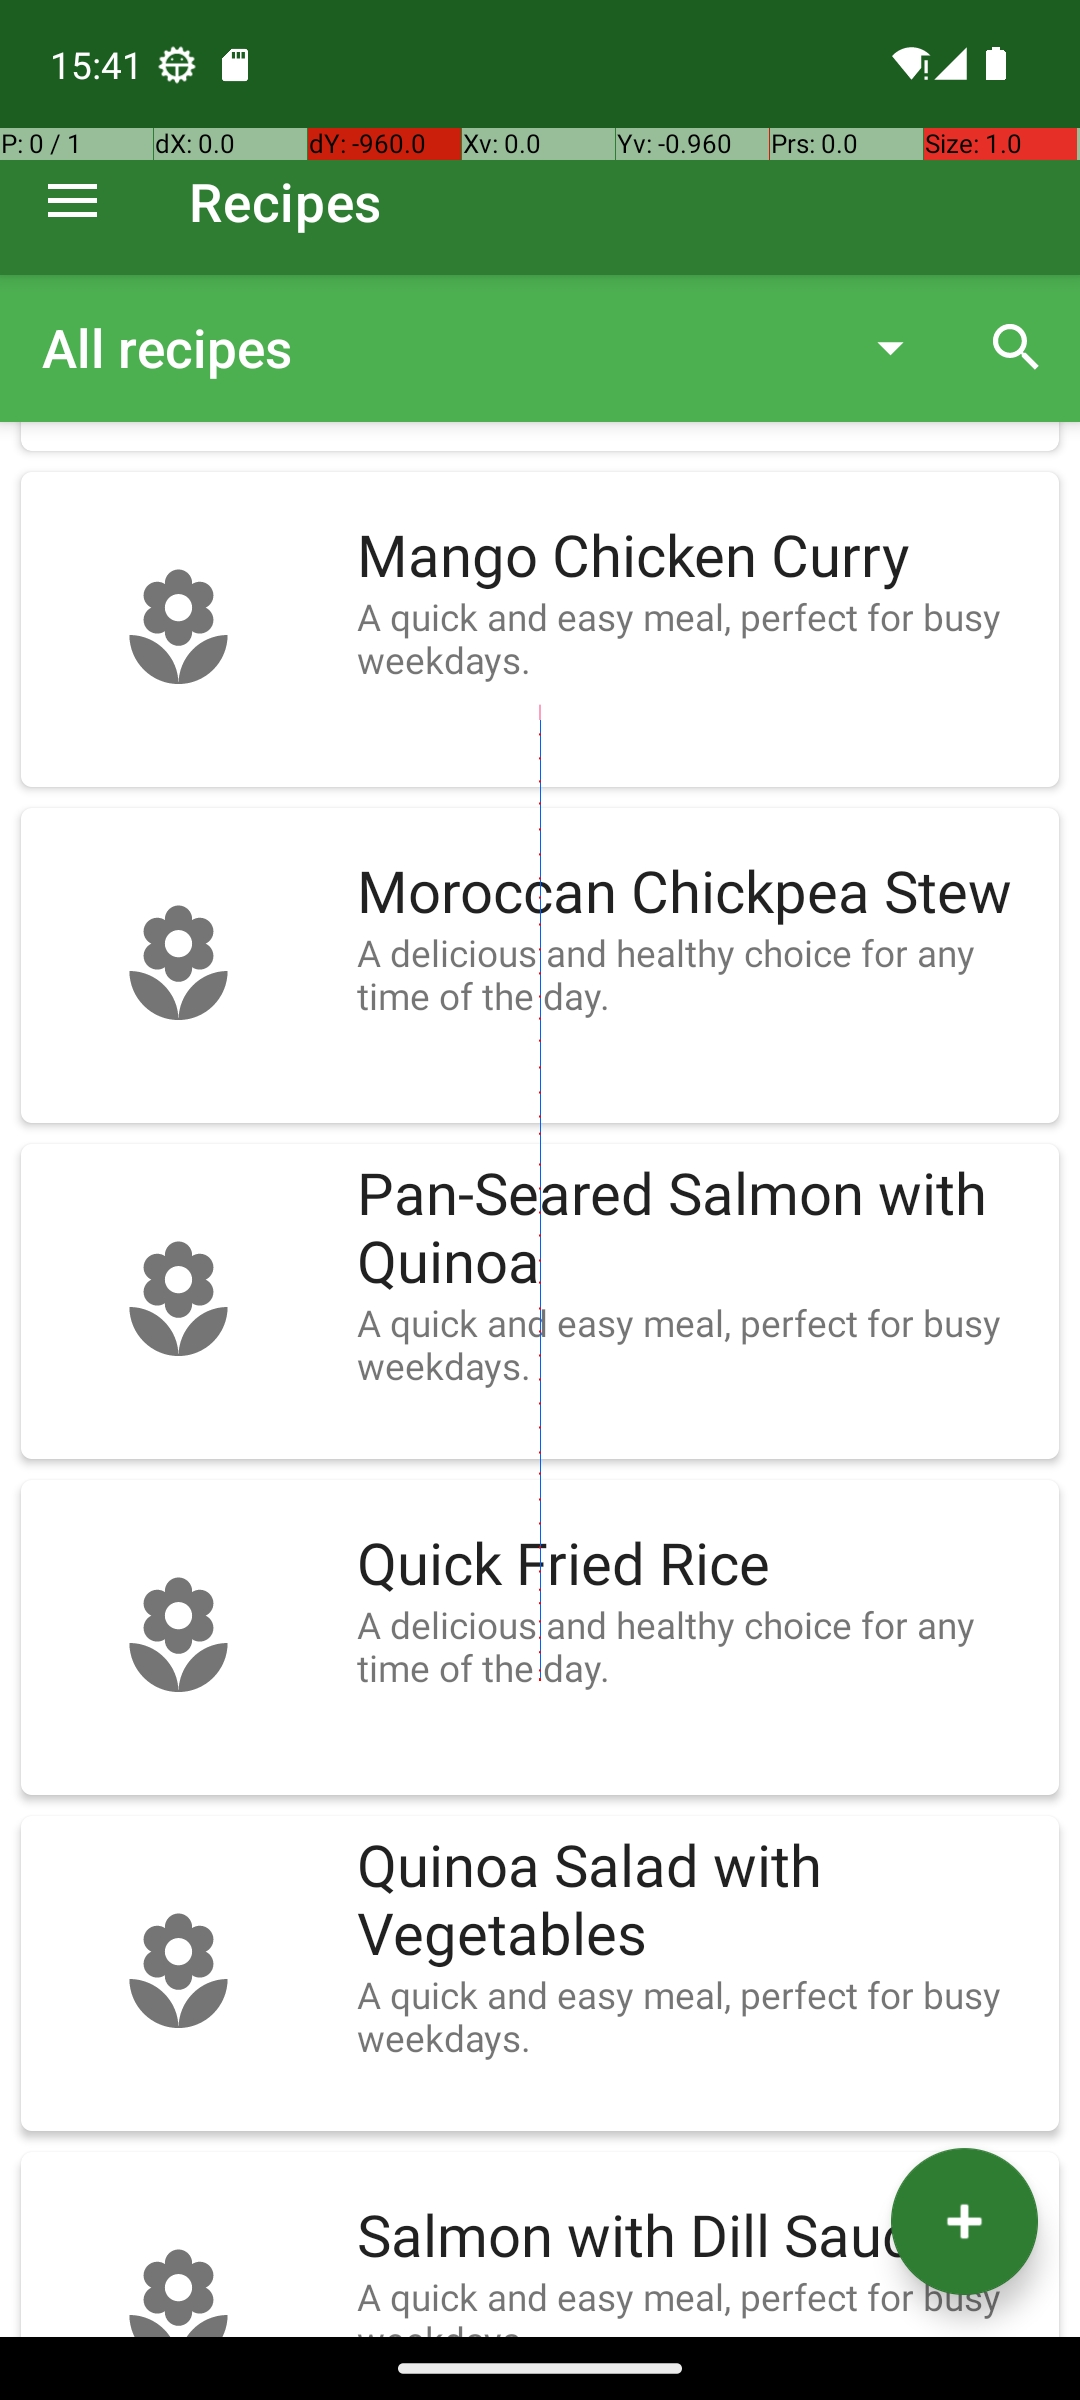 15:41
P: 0 / 1 dX: 0.0 dY: -960.0 Xv: 0.0 Yv: -0.960 Prs: 0.0 Size: 1.0
Recipes
All recipes
Mango Chicken Curry
A quick and easy meal, perfect for busy
weekdays.
Moroccan Chickpea Stew
A delicious and healthy choice for any
time of the day.
Pan-Seared Salmon with
Quinoa
A quick and easy meal, perfect for busy
weekdays.
Quick Fried Rice
A delicious and healthy choice for any
time of the day.
Quinoa Salad with
Vegetables
A quick and easy meal, perfect for busy
weekdays.
Salmon with Dill
A quick and easy meal, perfect for busy